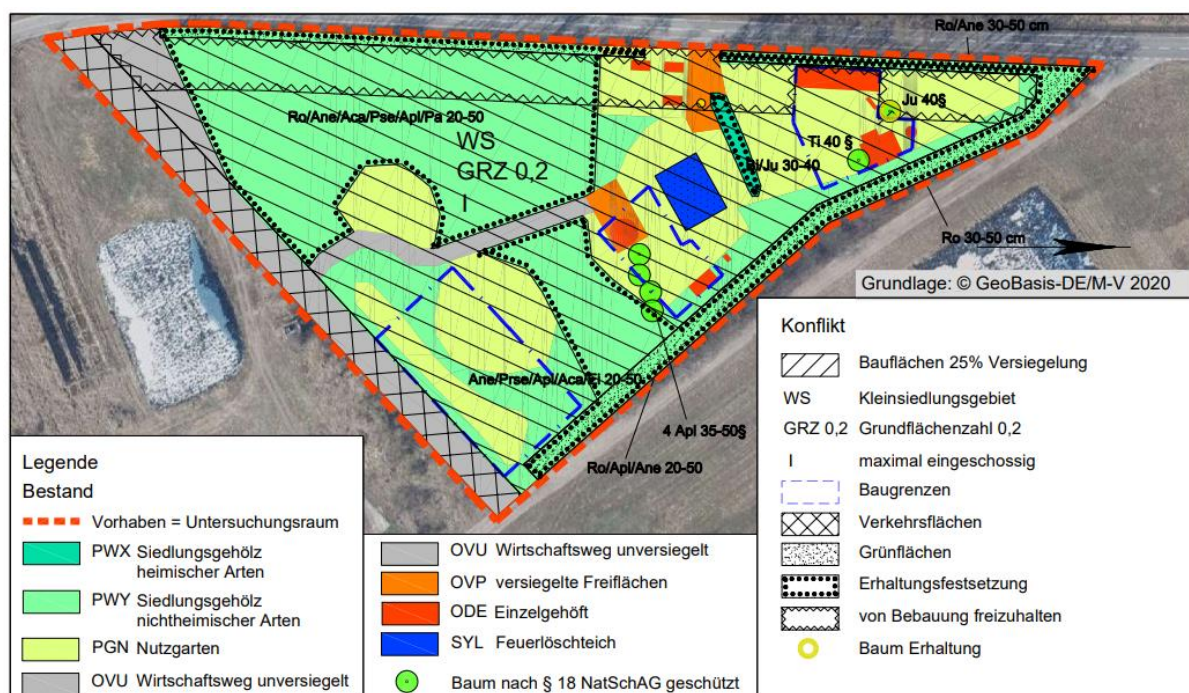 Ro/Ane 30-50 cm
Ju 40§
Ro/Ane/Aca/Pse/Apl/Pa 20-50
WS
GRZ 0,2
I
Ti 40 §
/Ju 30-40
Ro 30-50 cm
Grundlage: © GeoBasis-DE/M-V 2020
Ane/Prse/Apl/Aca/Fi 20-50
4 Apl 35-50§
Ro/Apl/Ane 20-50
Legende
Bestand
Vorhaben = Untersuchungsraum
PWX Siedlungsgehölz
heimischer Arten
PWY Siedlungsgehölz
nichtheimischer Arten
PGN Nutzgarten
OVU Wirtschaftsweg unversiegelt
OVU Wirtschaftsweg unversiegelt
OVP versiegelte Freiflächen
ODE Einzelgehöft
SYL Feuerlöschteich
Baum nach § 18 NatSchAG geschützt
Konflikt
Bauflächen 25% Versiegelung
WS Kleinsiedlungsgebiet
GRZ 0,2 Grundflächenzahl 0,2
I maximal eingeschossig
Baugrenzen
Verkehrsflächen
Grünflächen
Erhaltungsfestsetzung
von Bebauung freizuhalten
Baum Erhaltung